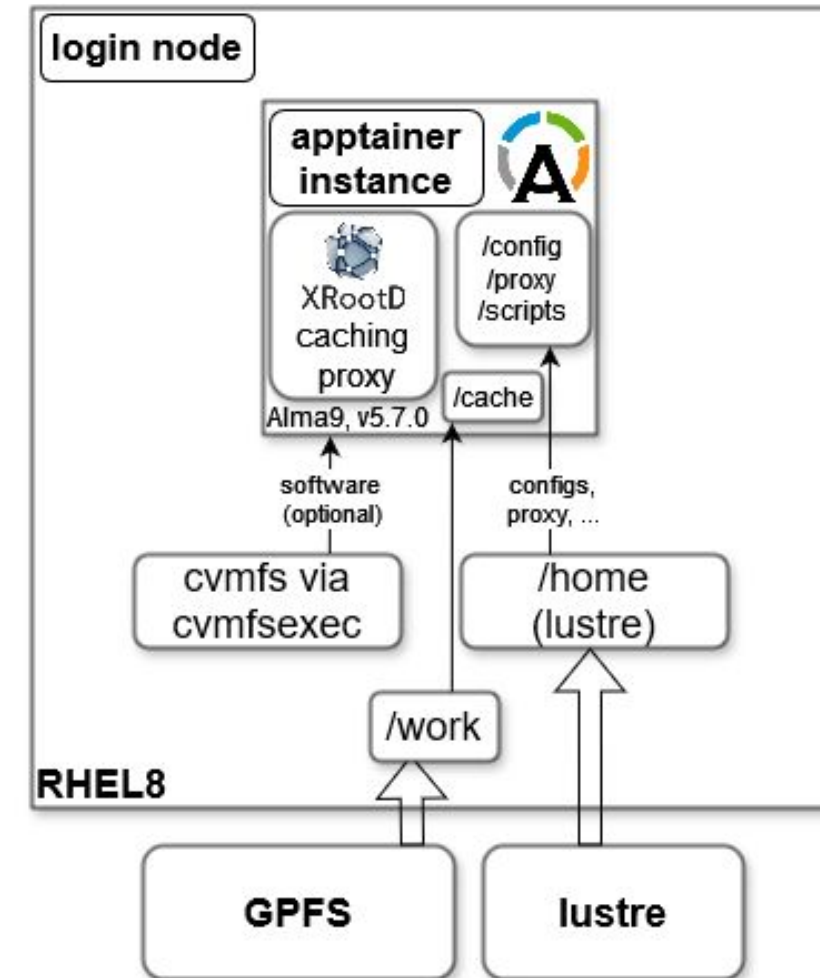 login node
apptainer
instance
A
XRootD
caching
proxy
/config
/proxy
/scripts
/cache
Alma9, v5.7.0
software
(optional)
configs,
proxy, ...
cvmfs via
cvmfsexec
/home
(lustre)
/work
RHEL8
GPFS
lustre